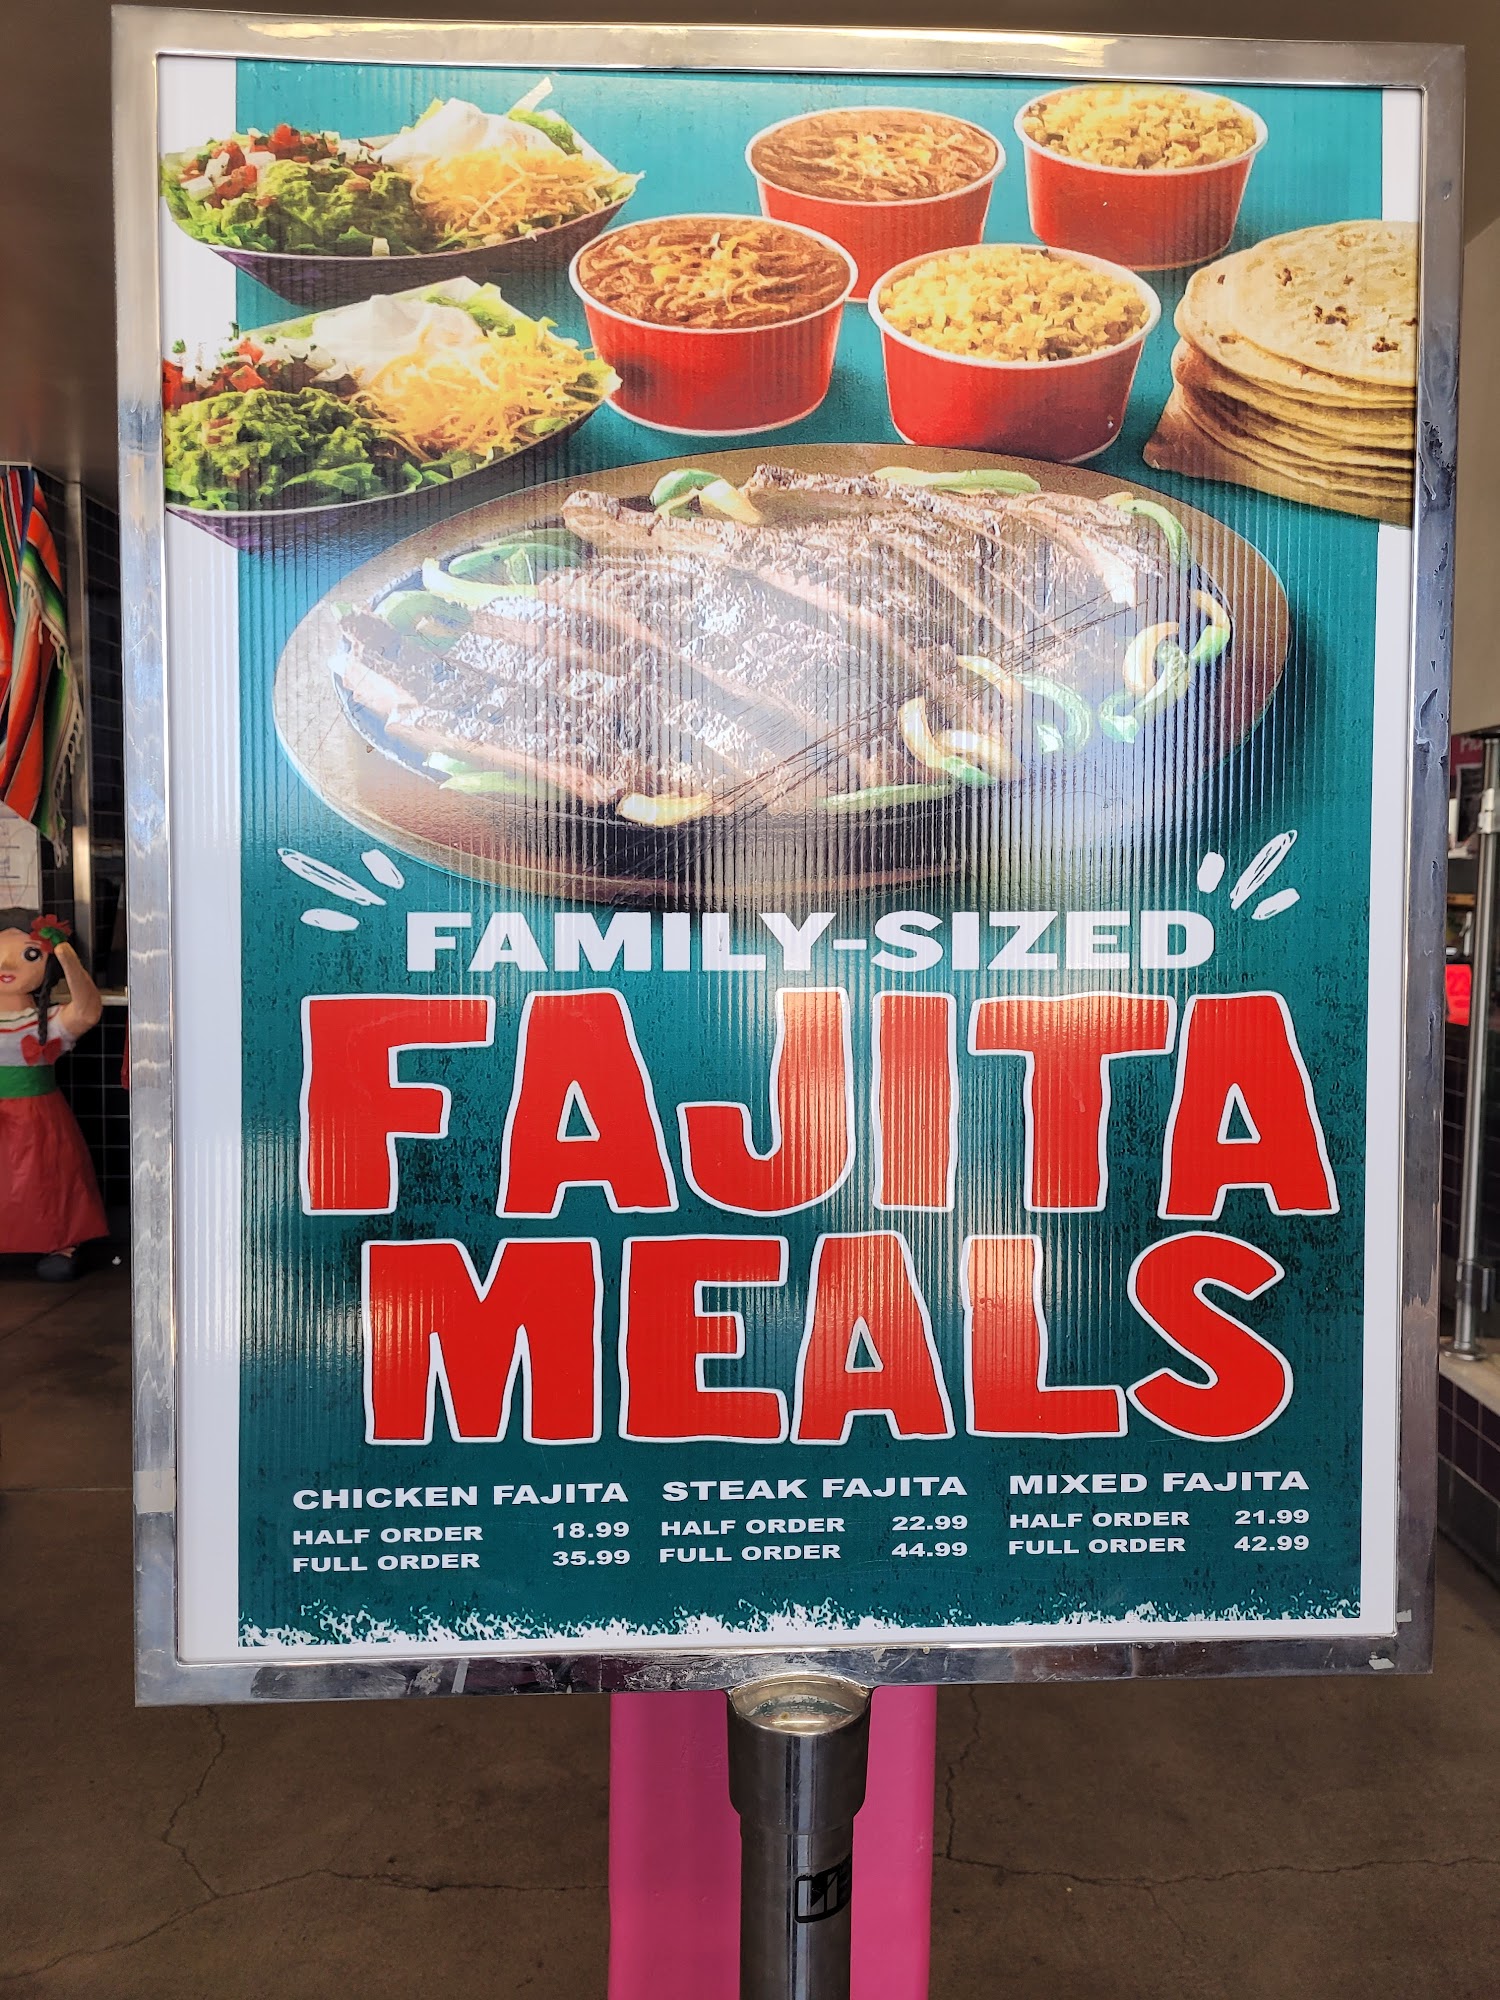 FAMILY-SIZED
FAJITA
MEALS
CHICKEN FAJITA
HALF ORDER 18.99
FULL ORDER 35.99
STEAK FAJITA
HALF ORDER 22.99
FULL ORDER 44.99
MIXED FAJITA
HALF ORDER 21.99
FULL ORDER 42.99